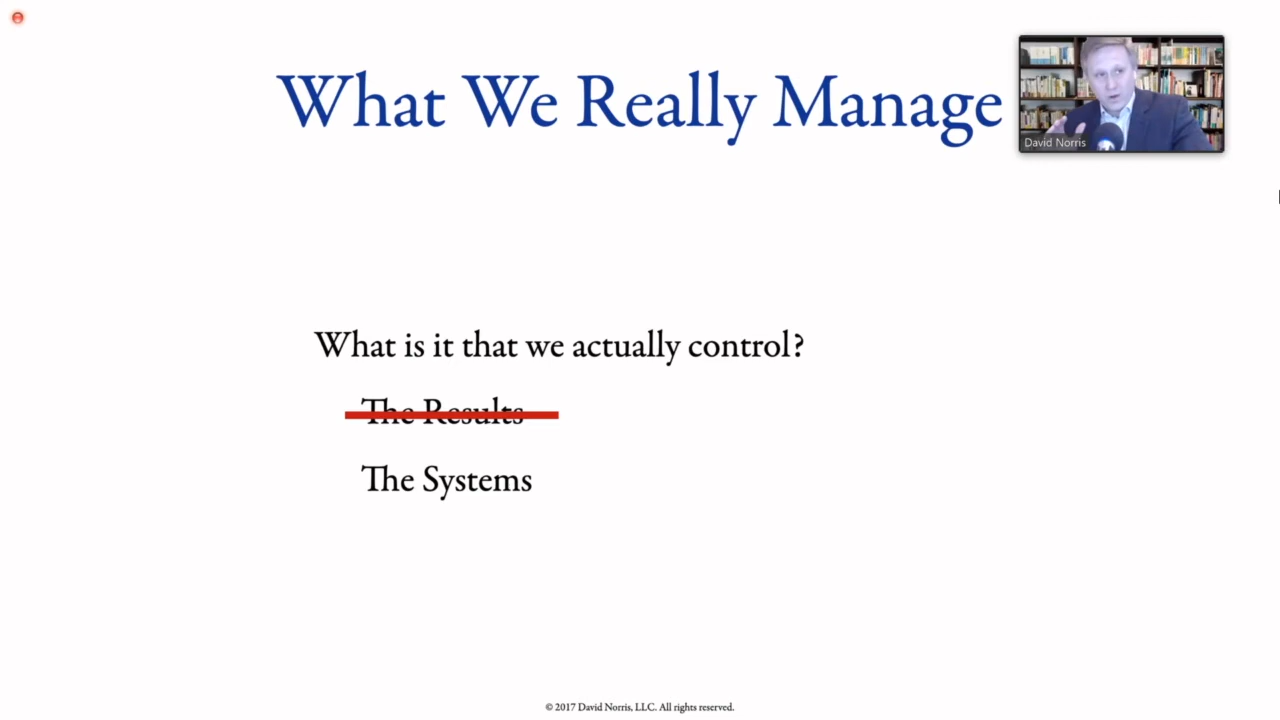 What We Really Manage
David Norris
What is it that we actually control?
The Results
The Systems
© 2017 David Norris, LLC. All rights reserved.